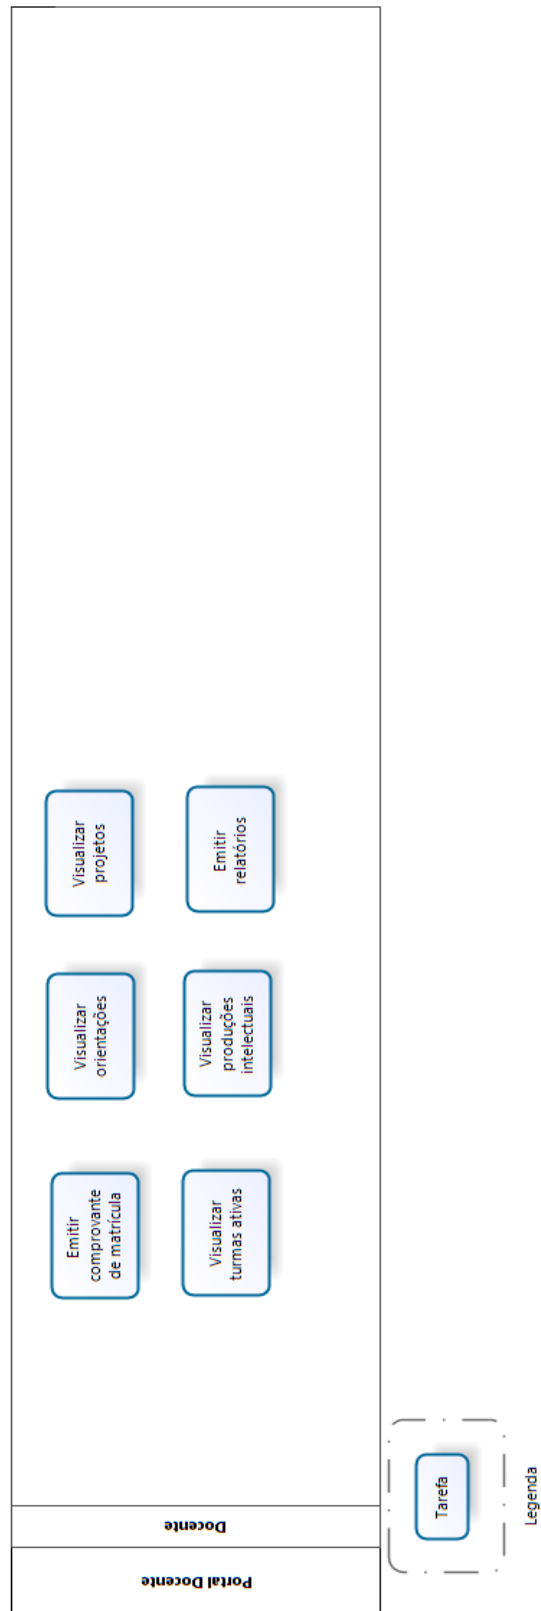 Portal Docente
Docente
Emitir
comprovante
de matrícula
Visualizar
orientações
Visualizar
projetos
Visualizar
turmas ativas
Visualizar
produções
intelectuais
Emitir
relatórios
Tarefa
Legenda